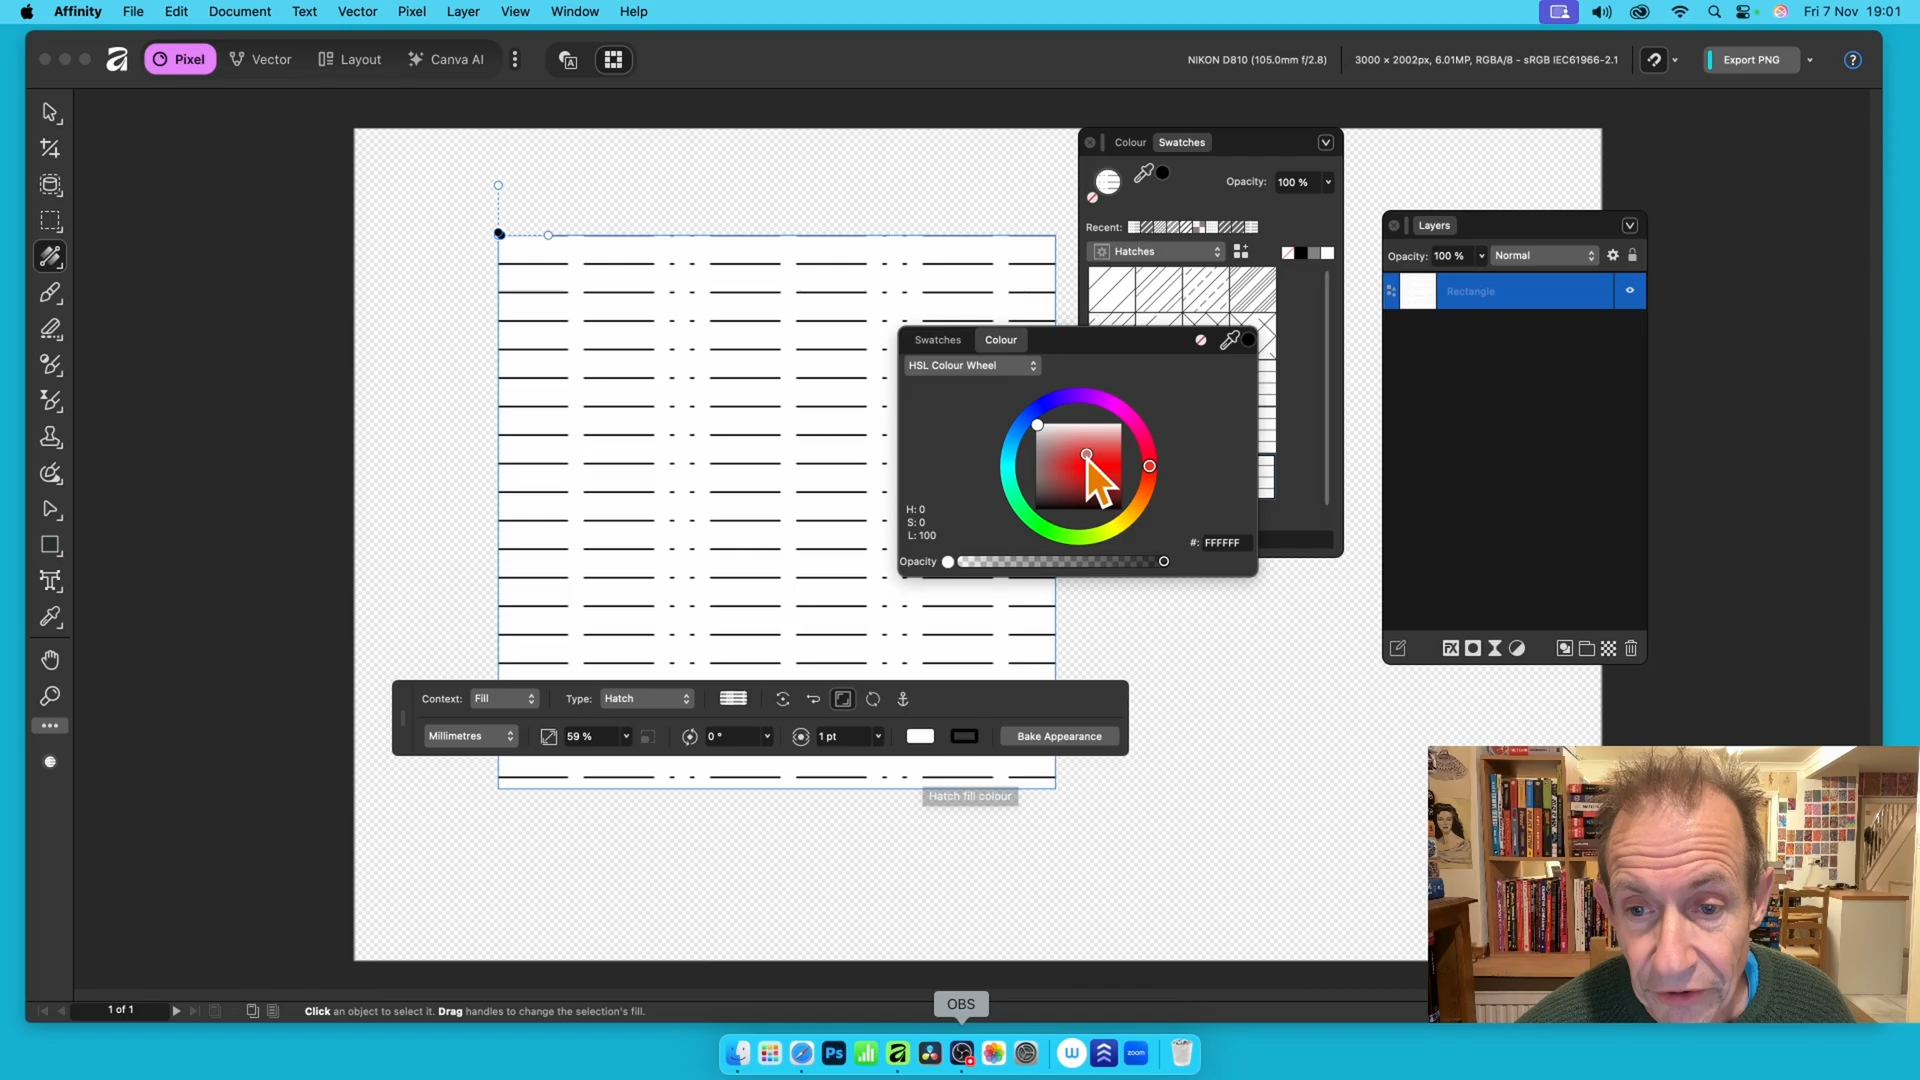 Affinity File Edit Document Text Vector Pixel Layer View Window Help Fri 7 Nov 19:01
Pixel Vector Layout Canva AI NIKON D810 (105.0mm f/2.8) 3000 × 2002px, 6.01MP, RGBA/8 - sRGB IEC61966-2.1 Export PNG ?
Colour Swatches
Opacity: 100 %
Recent:
Hatches
Layers
Opacity: 100 % Normal
Rectangle
Swatches Colour
HSL Colour Wheel
H: 0
S: 0
L: 100
#: FFFFFF
Opacity
Context: Fill Type: Hatch
Millimetres 59 % 0 ° 1 pt Bake Appearance
Hatch fill colour
1 of 1 Click an object to select it. Drag handles to change the selection's fill.
OBS
Ps zoom